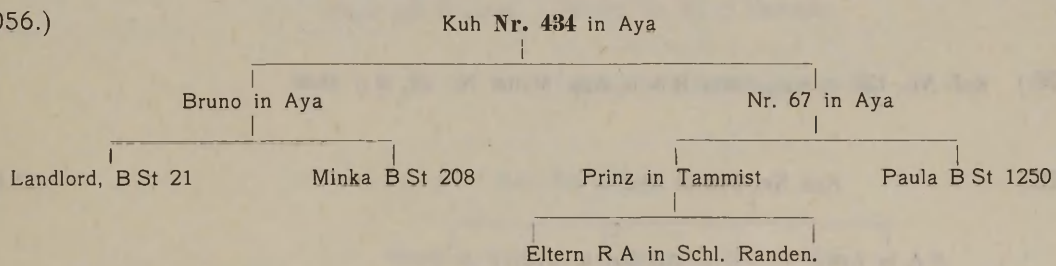 056.)
Kuh Nr. 434 in Aya
Bruno in Aya Nr. 67 in Aya
Landlord, B St 21 Minka B St 208 Prinz in Tammist Paula B St 1250
Eltern R A in Schl. Randen.